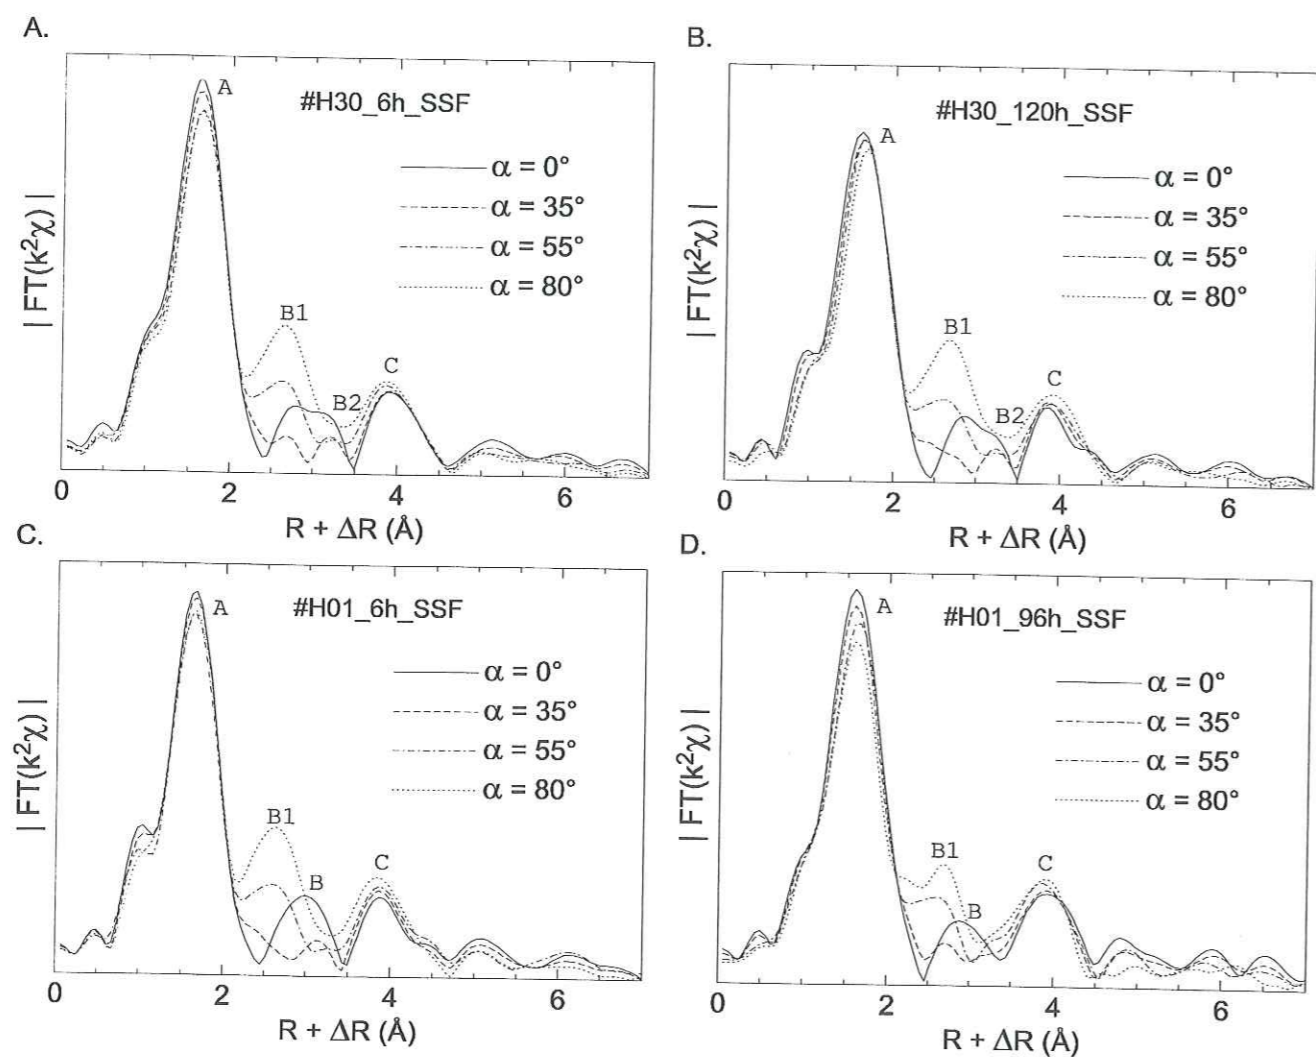 A.
#H30_6h_SSF
A
α = 0°
α = 35°
α = 55°
α = 80°
B1
B2
C
| FT(k²χ) |
0 2 4 6
R + ΔR (Å)
B.
#H30_120h_SSF
A
α = 0°
α = 35°
α = 55°
α = 80°
B1
B2
C
| FT(k²χ) |
0 2 4 6
R + ΔR (Å)
C.
#H01_6h_SSF
A
α = 0°
α = 35°
α = 55°
α = 80°
B1
B
C
| FT(k²χ) |
0 2 4 6
R + ΔR (Å)
D.
#H01_96h_SSF
A
α = 0°
α = 35°
α = 55°
α = 80°
B1
B
C
| FT(k²χ) |
0 2 4 6
R + ΔR (Å)